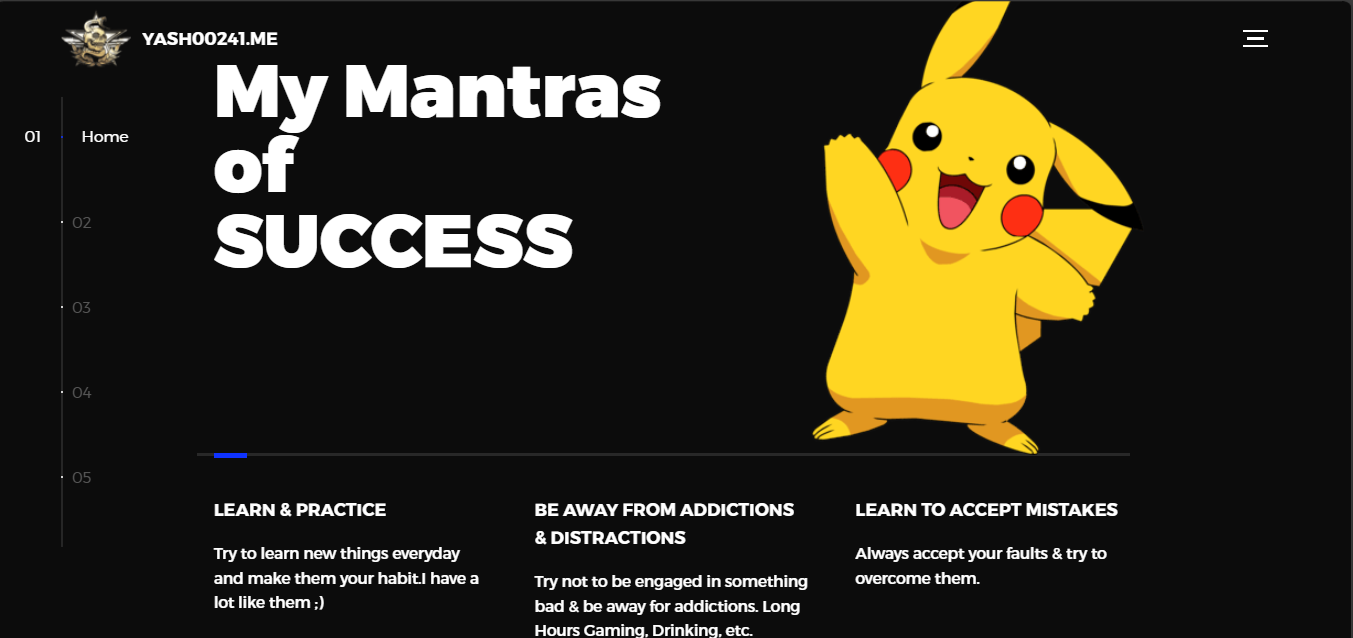 YASH00241.ME
My Mantras
of
SUCCESS
01 Home
02
03
04
05
LEARN & PRACTICE
Try to learn new things everyday
and make them your habit.I have a
lot like them ;)
BE AWAY FROM ADDICTIONS
& DISTRACTIONS
Try not to be engaged in something
bad & be away for addictions. Long
Hours Gaming, Drinking, etc.
LEARN TO ACCEPT MISTAKES
Always accept your faults & try to
overcome them.